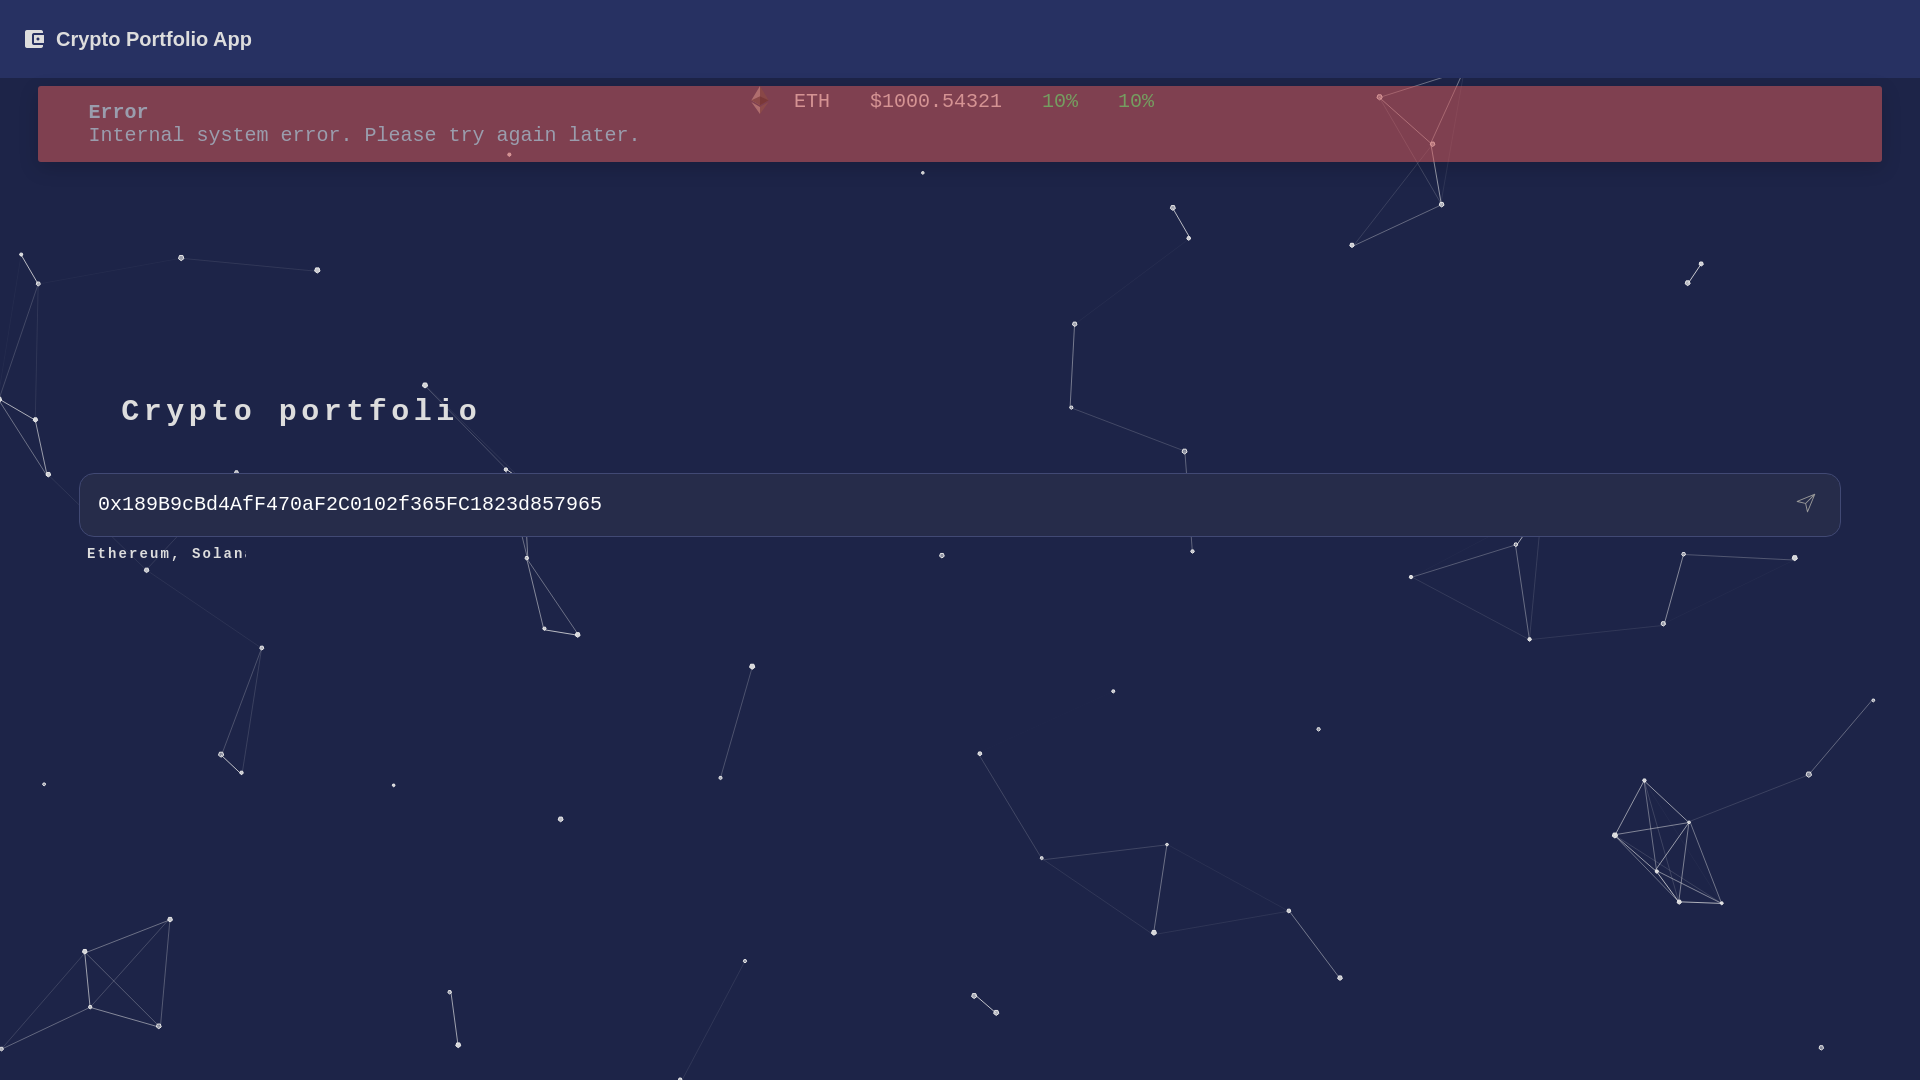 Crypto Portfolio App
ETH $1000.54321 10% 10%
Error
Internal system error. Please try again later.
Crypto portfolio
0x189B9cBd4AfF470aF2C0102f365FC1823d857965
Ethereum, Solan